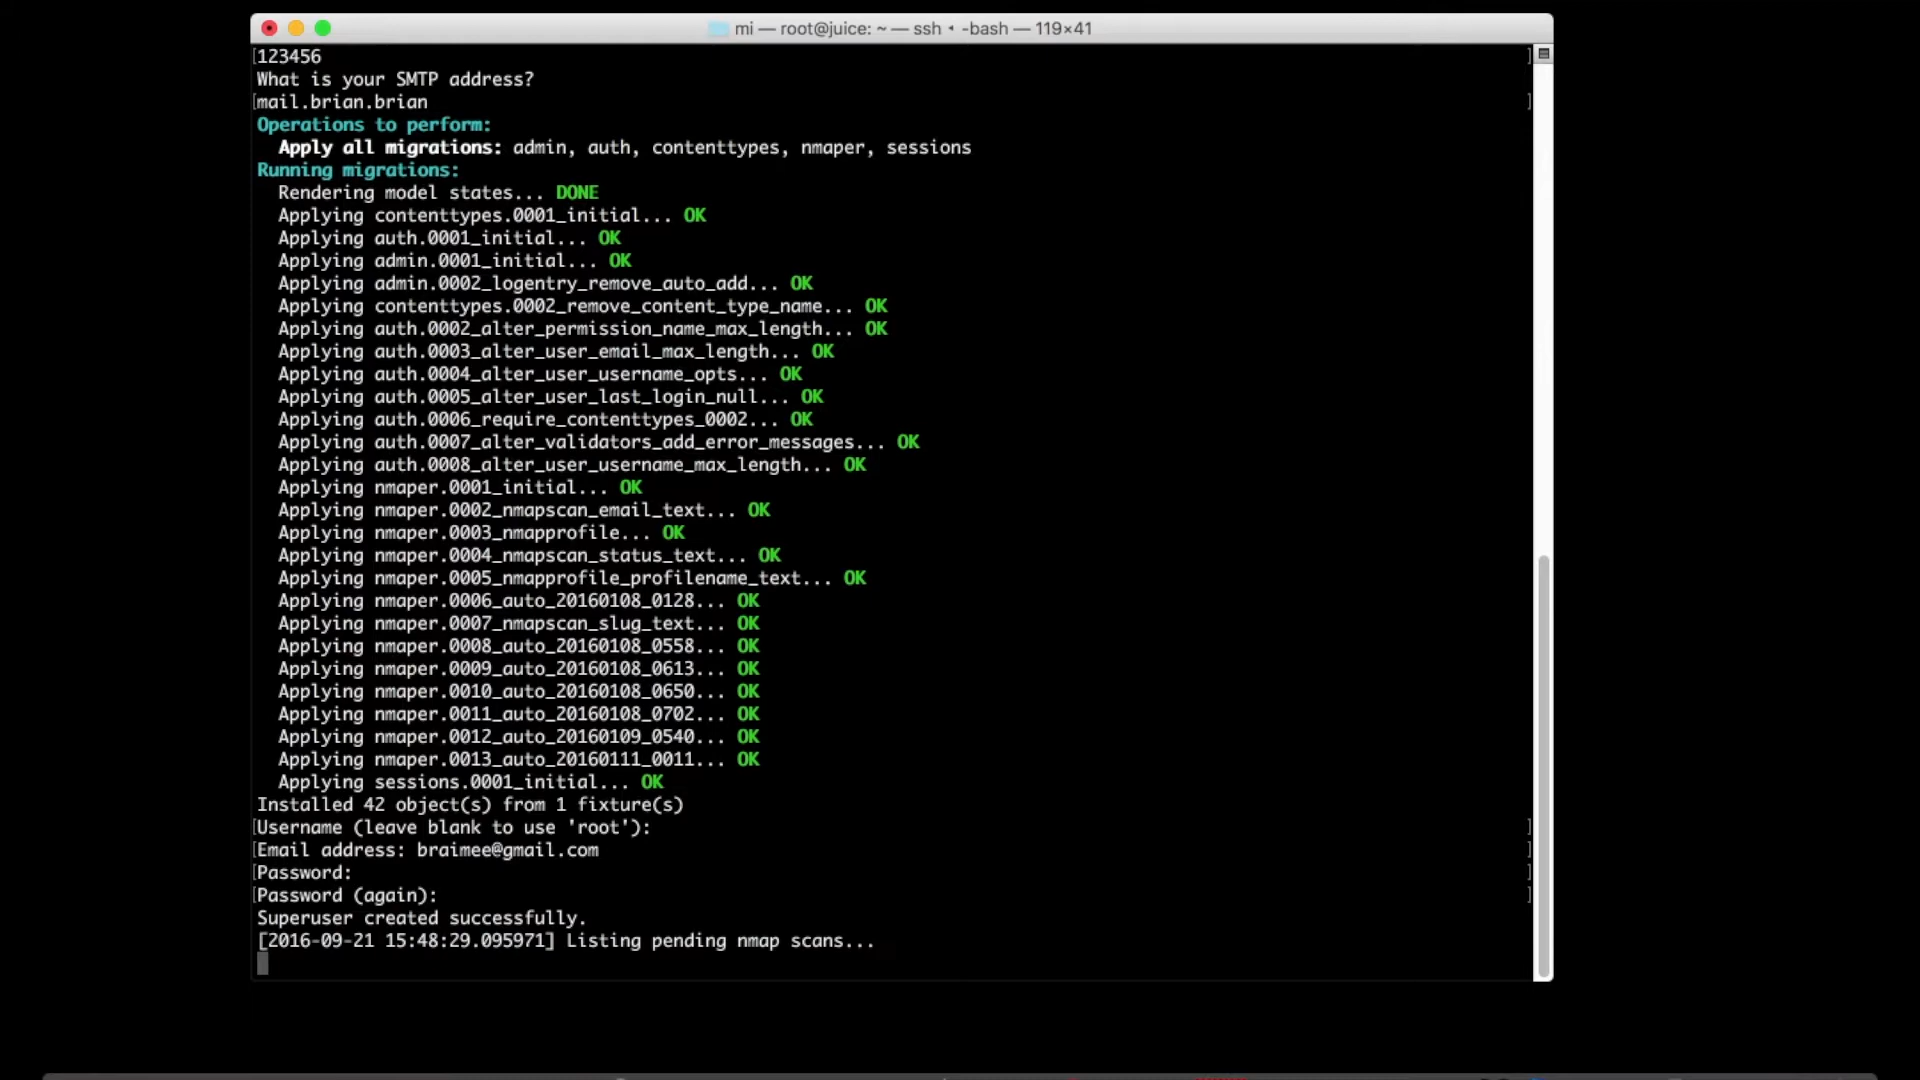 mi — root@juice: ~ — ssh ◂ -bash — 119×41
[123456 ]
What is your SMTP address?
[mail.brian.brian ]
Operations to perform:
Apply all migrations: admin, auth, contenttypes, nmaper, sessions
Running migrations:
Rendering model states... DONE
Applying contenttypes.0001_initial... OK
Applying auth.0001_initial... OK
Applying admin.0001_initial... OK
Applying admin.0002_logentry_remove_auto_add... OK
Applying contenttypes.0002_remove_content_type_name... OK
Applying auth.0002_alter_permission_name_max_length... OK
Applying auth.0003_alter_user_email_max_length... OK
Applying auth.0004_alter_user_username_opts... OK
Applying auth.0005_alter_user_last_login_null... OK
Applying auth.0006_require_contenttypes_0002... OK
Applying auth.0007_alter_validators_add_error_messages... OK
Applying auth.0008_alter_user_username_max_length... OK
Applying nmaper.0001_initial... OK
Applying nmaper.0002_nmapscan_email_text... OK
Applying nmaper.0003_nmapprofile... OK
Applying nmaper.0004_nmapscan_status_text... OK
Applying nmaper.0005_nmapprofile_profilename_text... OK
Applying nmaper.0006_auto_20160108_0128... OK
Applying nmaper.0007_nmapscan_slug_text... OK
Applying nmaper.0008_auto_20160108_0558... OK
Applying nmaper.0009_auto_20160108_0613... OK
Applying nmaper.0010_auto_20160108_0650... OK
Applying nmaper.0011_auto_20160108_0702... OK
Applying nmaper.0012_auto_20160109_0540... OK
Applying nmaper.0013_auto_20160111_0011... OK
Applying sessions.0001_initial... OK
Installed 42 object(s) from 1 fixture(s)
[Username (leave blank to use 'root'): ]
[Email address: braimee@gmail.com ]
[Password: ]
[Password (again): ]
Superuser created successfully.
[2016-09-21 15:48:29.095971] Listing pending nmap scans...